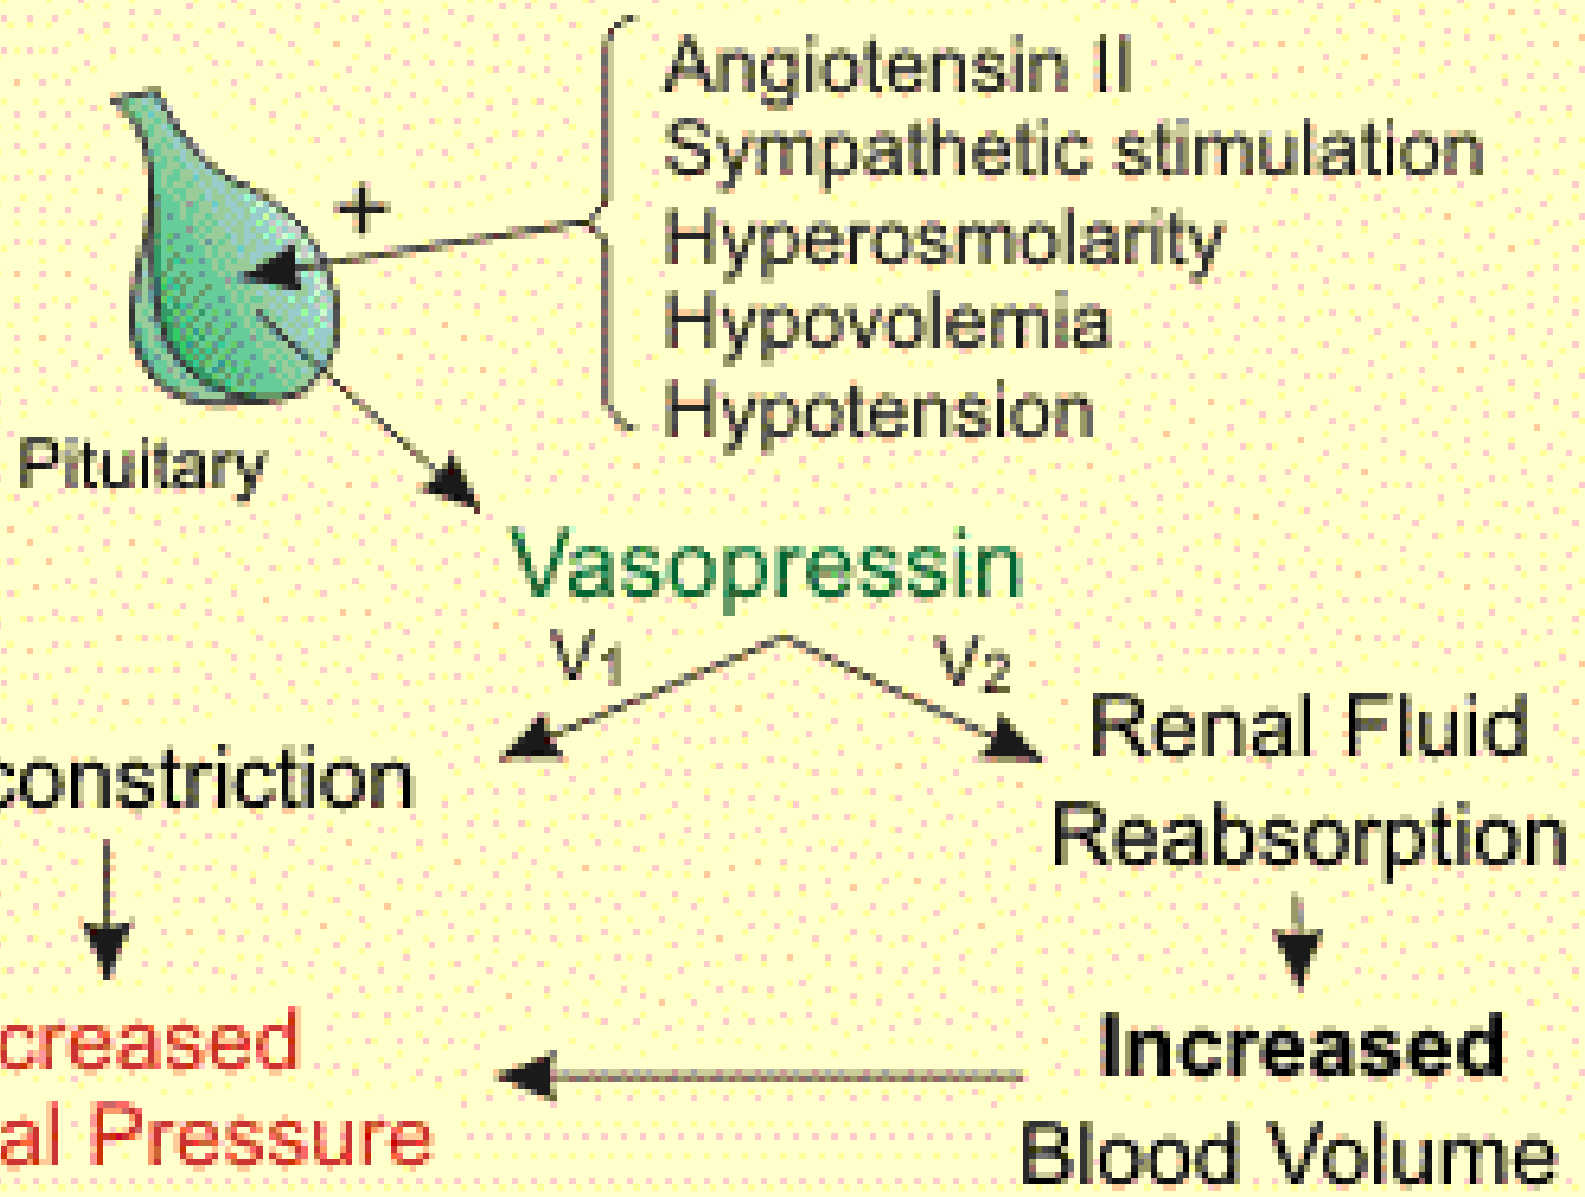 Angiotensin II
Sympathetic stimulation
+
Hyperosmolarity
Hypovolemia
Hypotension
Pituitary
Vasopressin
V1
V2
Renal Fluid
constriction
Reabsorption
creased
Increased
al Pressure
Blood Volume